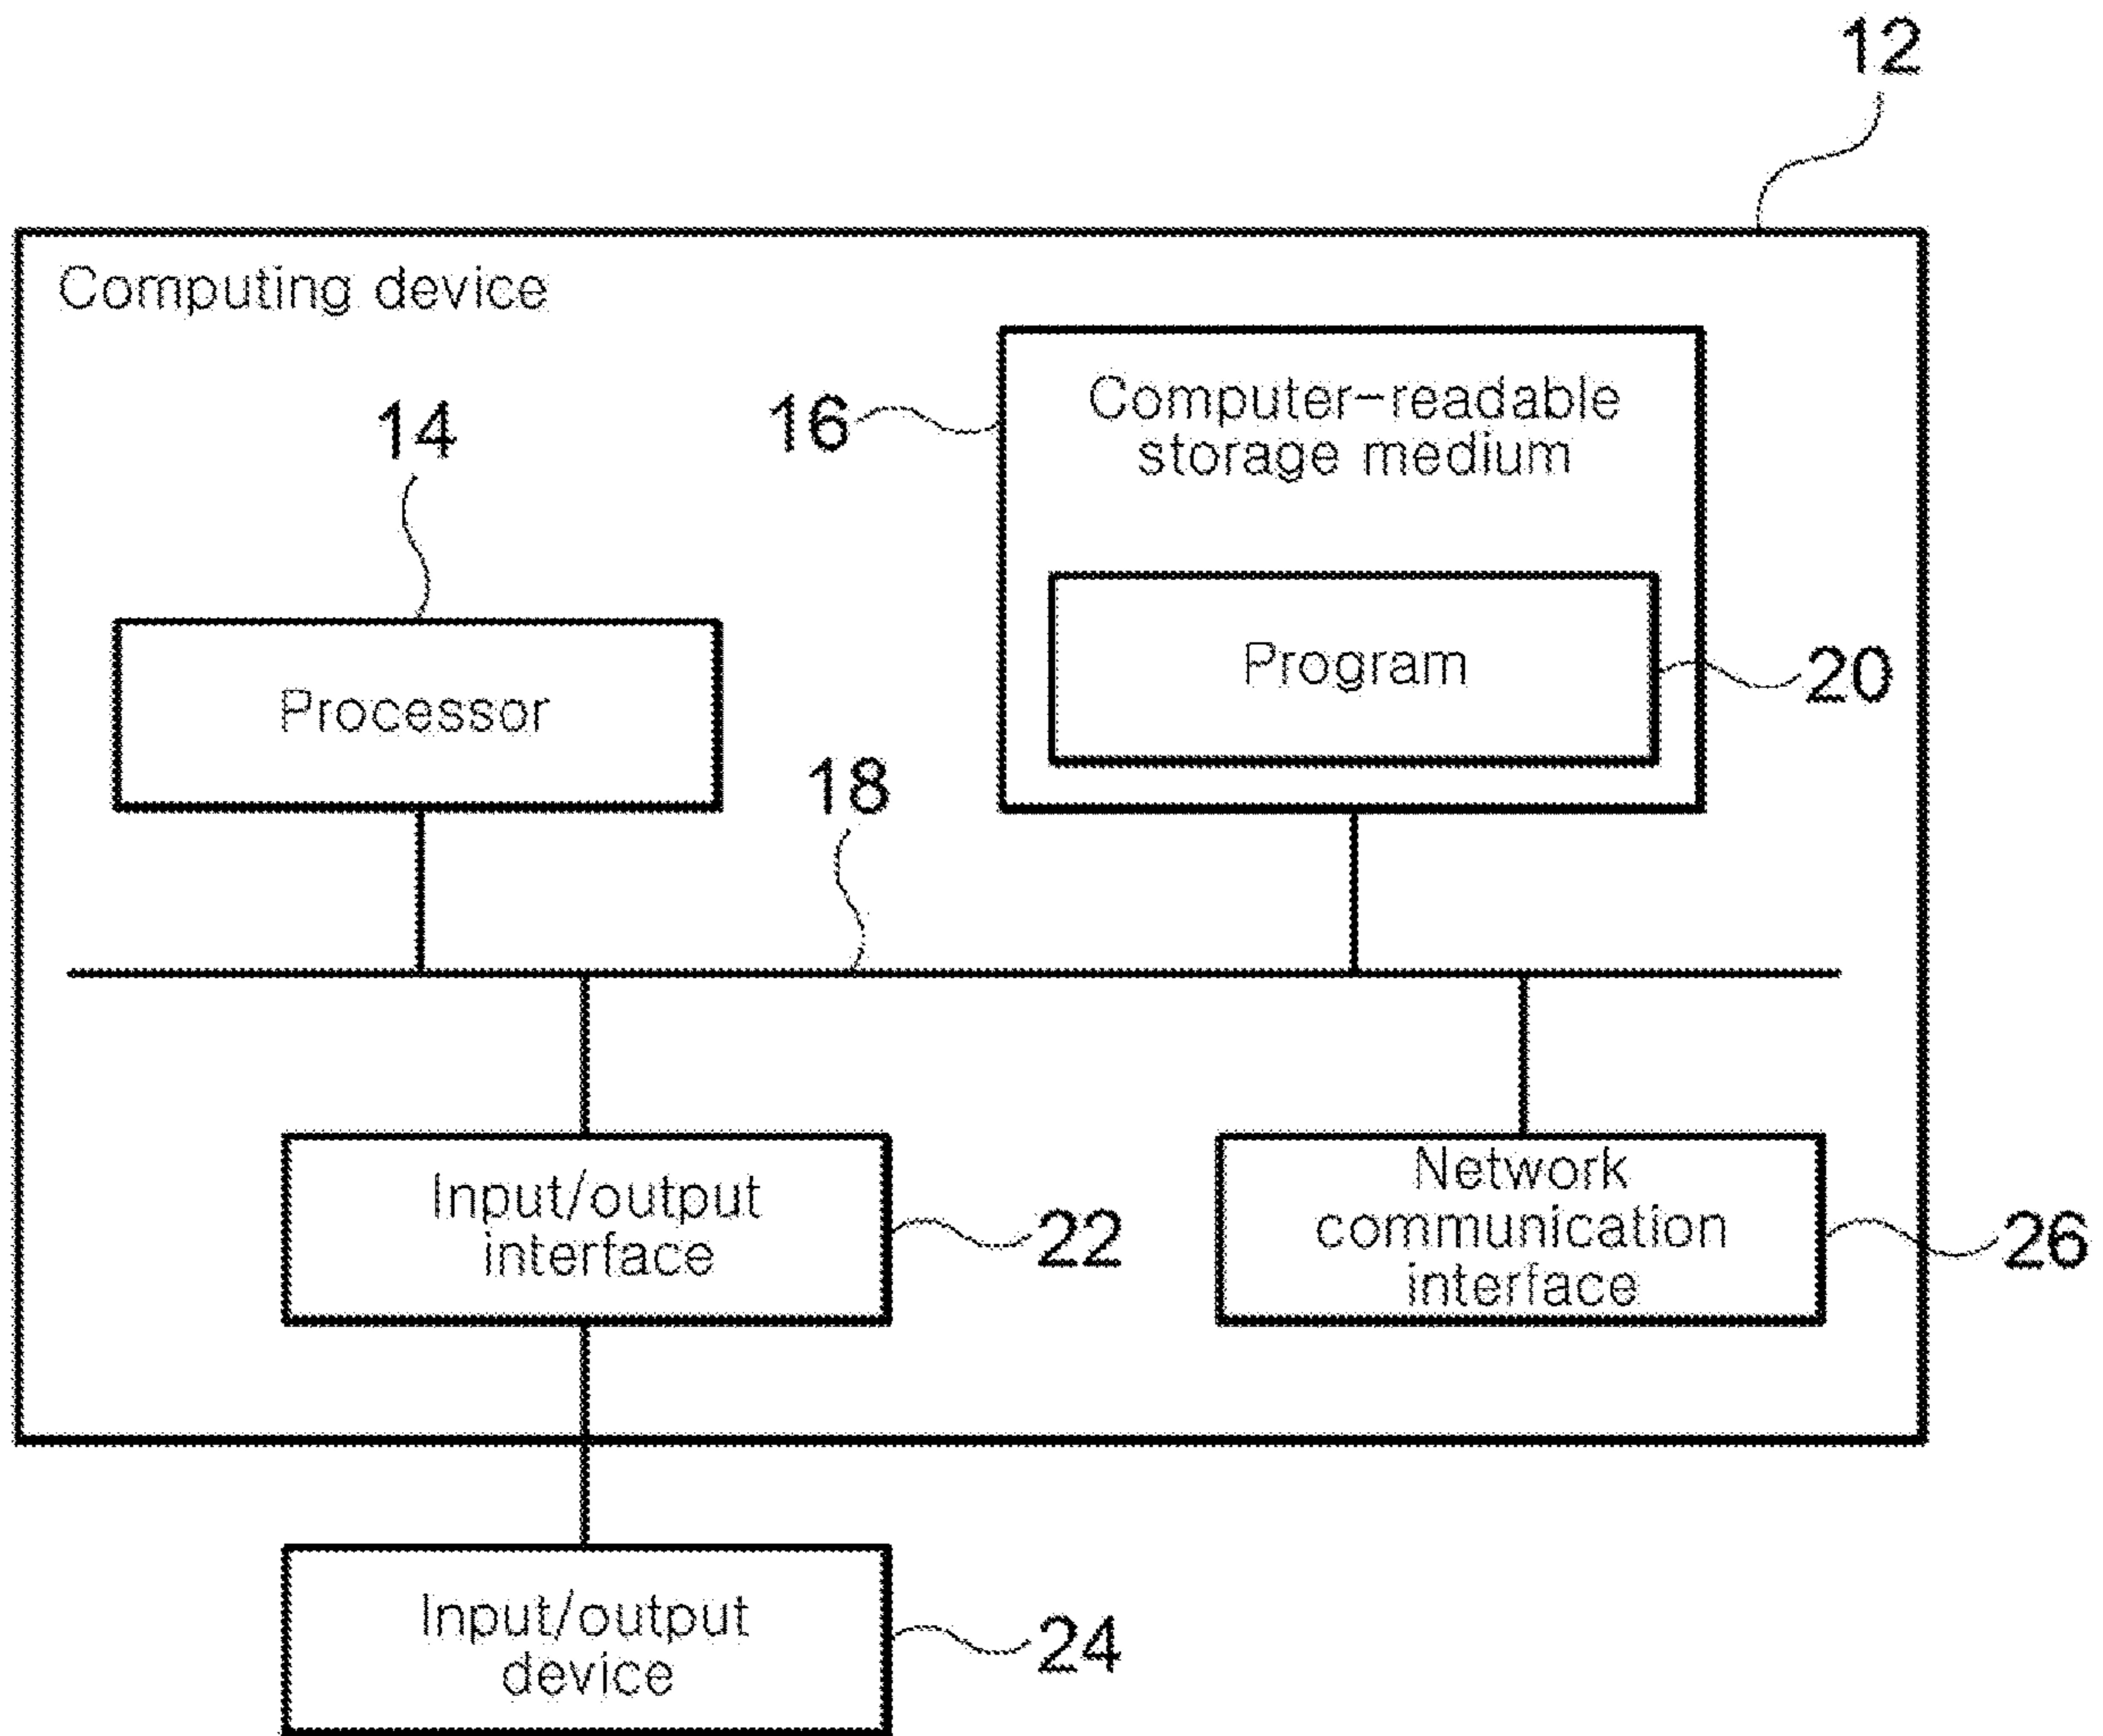 12
Computing device
14
16
Computer-readable
storage medium
Program
20
Processor
18
Input/output
interface
22
Network
communication
interface
26
Input/output
device
24